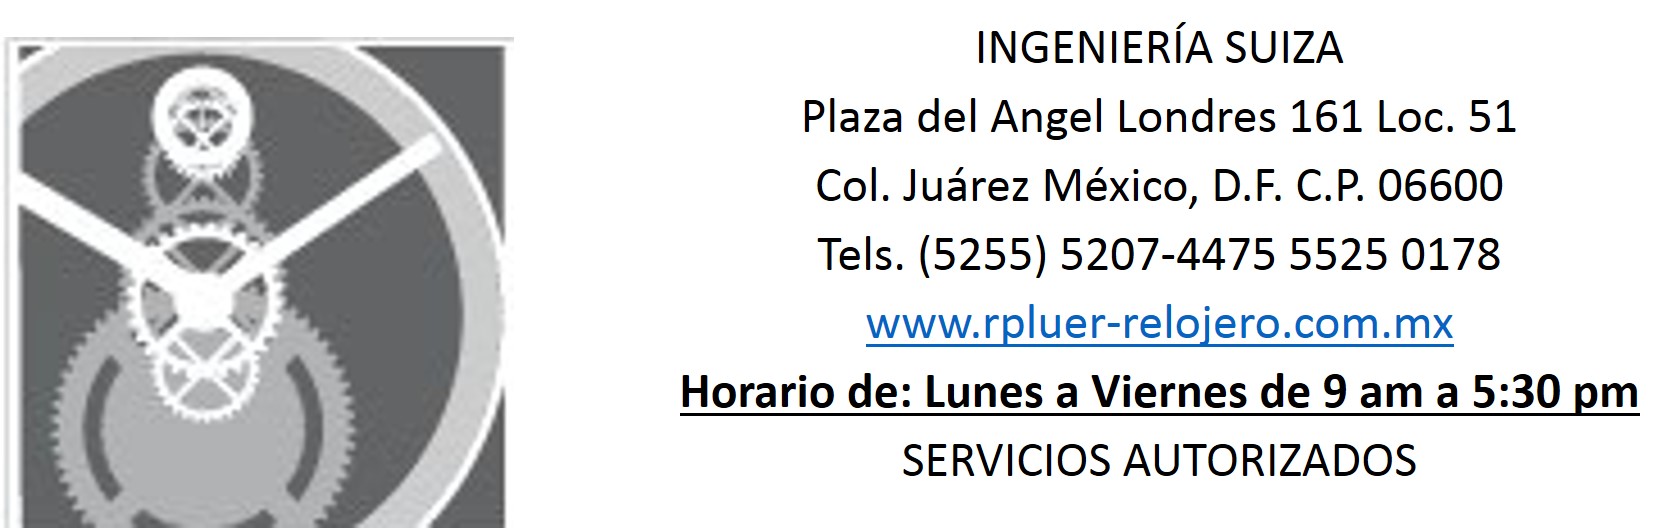 INGENIERÍA SUIZA
Plaza del Angel Londres 161 Loc. 51
Col. Juárez México, D.F. C.P. 06600
Tels. (5255) 5207-4475 5525 0178
www.rpluer-relojero.com.mx
Horario de: Lunes a Viernes de 9 am a 5:30 pm
SERVICIOS AUTORIZADOS